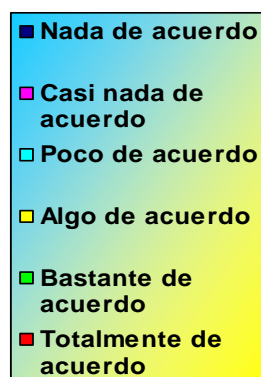 Nada de acuerdo
Casi nada de
acuerdo
Poco de acuerdo
Algo de acuerdo
Bastante de
acuerdo
Totalmente de
acuerdo